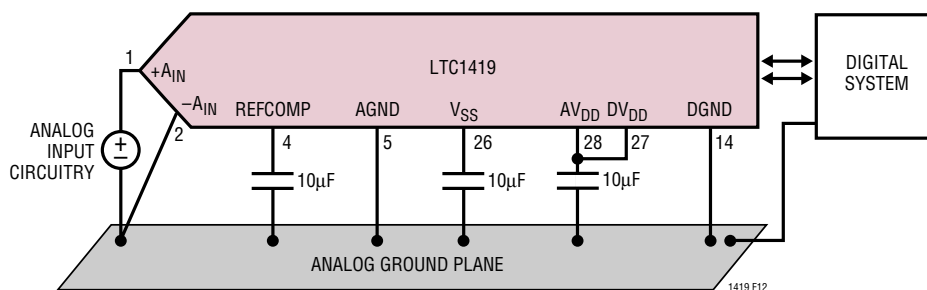 1
+AIN
LTC1419
DIGITAL
SYSTEM
−AIN
2
REFCOMP
AGND
VSS
AVDD
DVDD
DGND
4
5
26
28
27
14
ANALOG
INPUT
CIRCUITRY
+
−
10µF
10µF
10µF
ANALOG GROUND PLANE
1419 F12